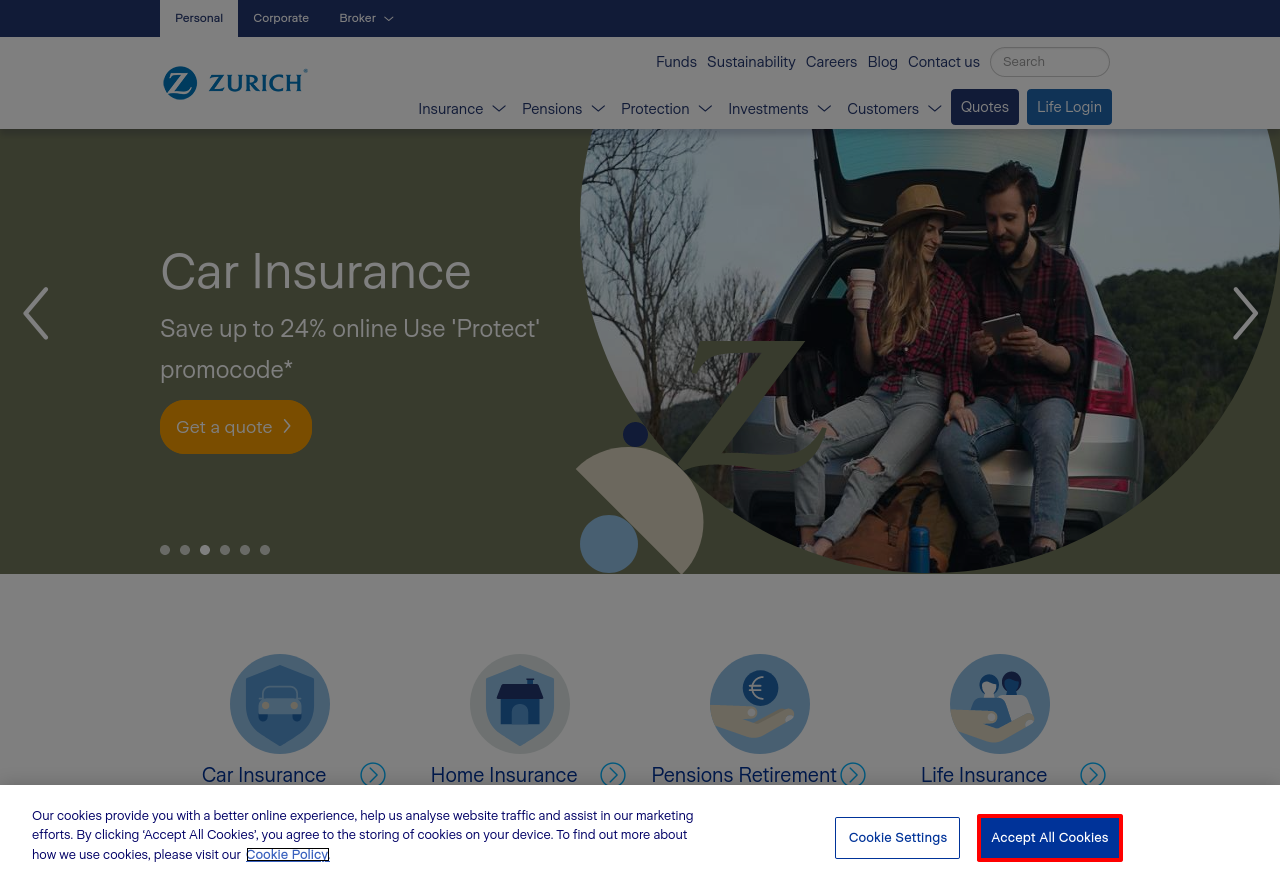 Personal
Corporate
Broker
Funds
Sustainability
Careers
Blog
Contact us
Search
ZURICH®
Insurance
Pensions
Protection
Investments
Customers
Quotes
Life Login
Car Insurance
Save up to 24% online Use 'Protect'
promocode*
Get a quote
Car Insurance
Home Insurance
Pensions Retirement
Life Insurance
Our cookies provide you with a better online experience, help us analyse website traffic and assist in our marketing
efforts. By clicking ‘Accept All Cookies’, you agree to the storing of cookies on your device. To find out more about
how we use cookies, please visit our Cookie Policy.
Cookie Settings
Accept All Cookies